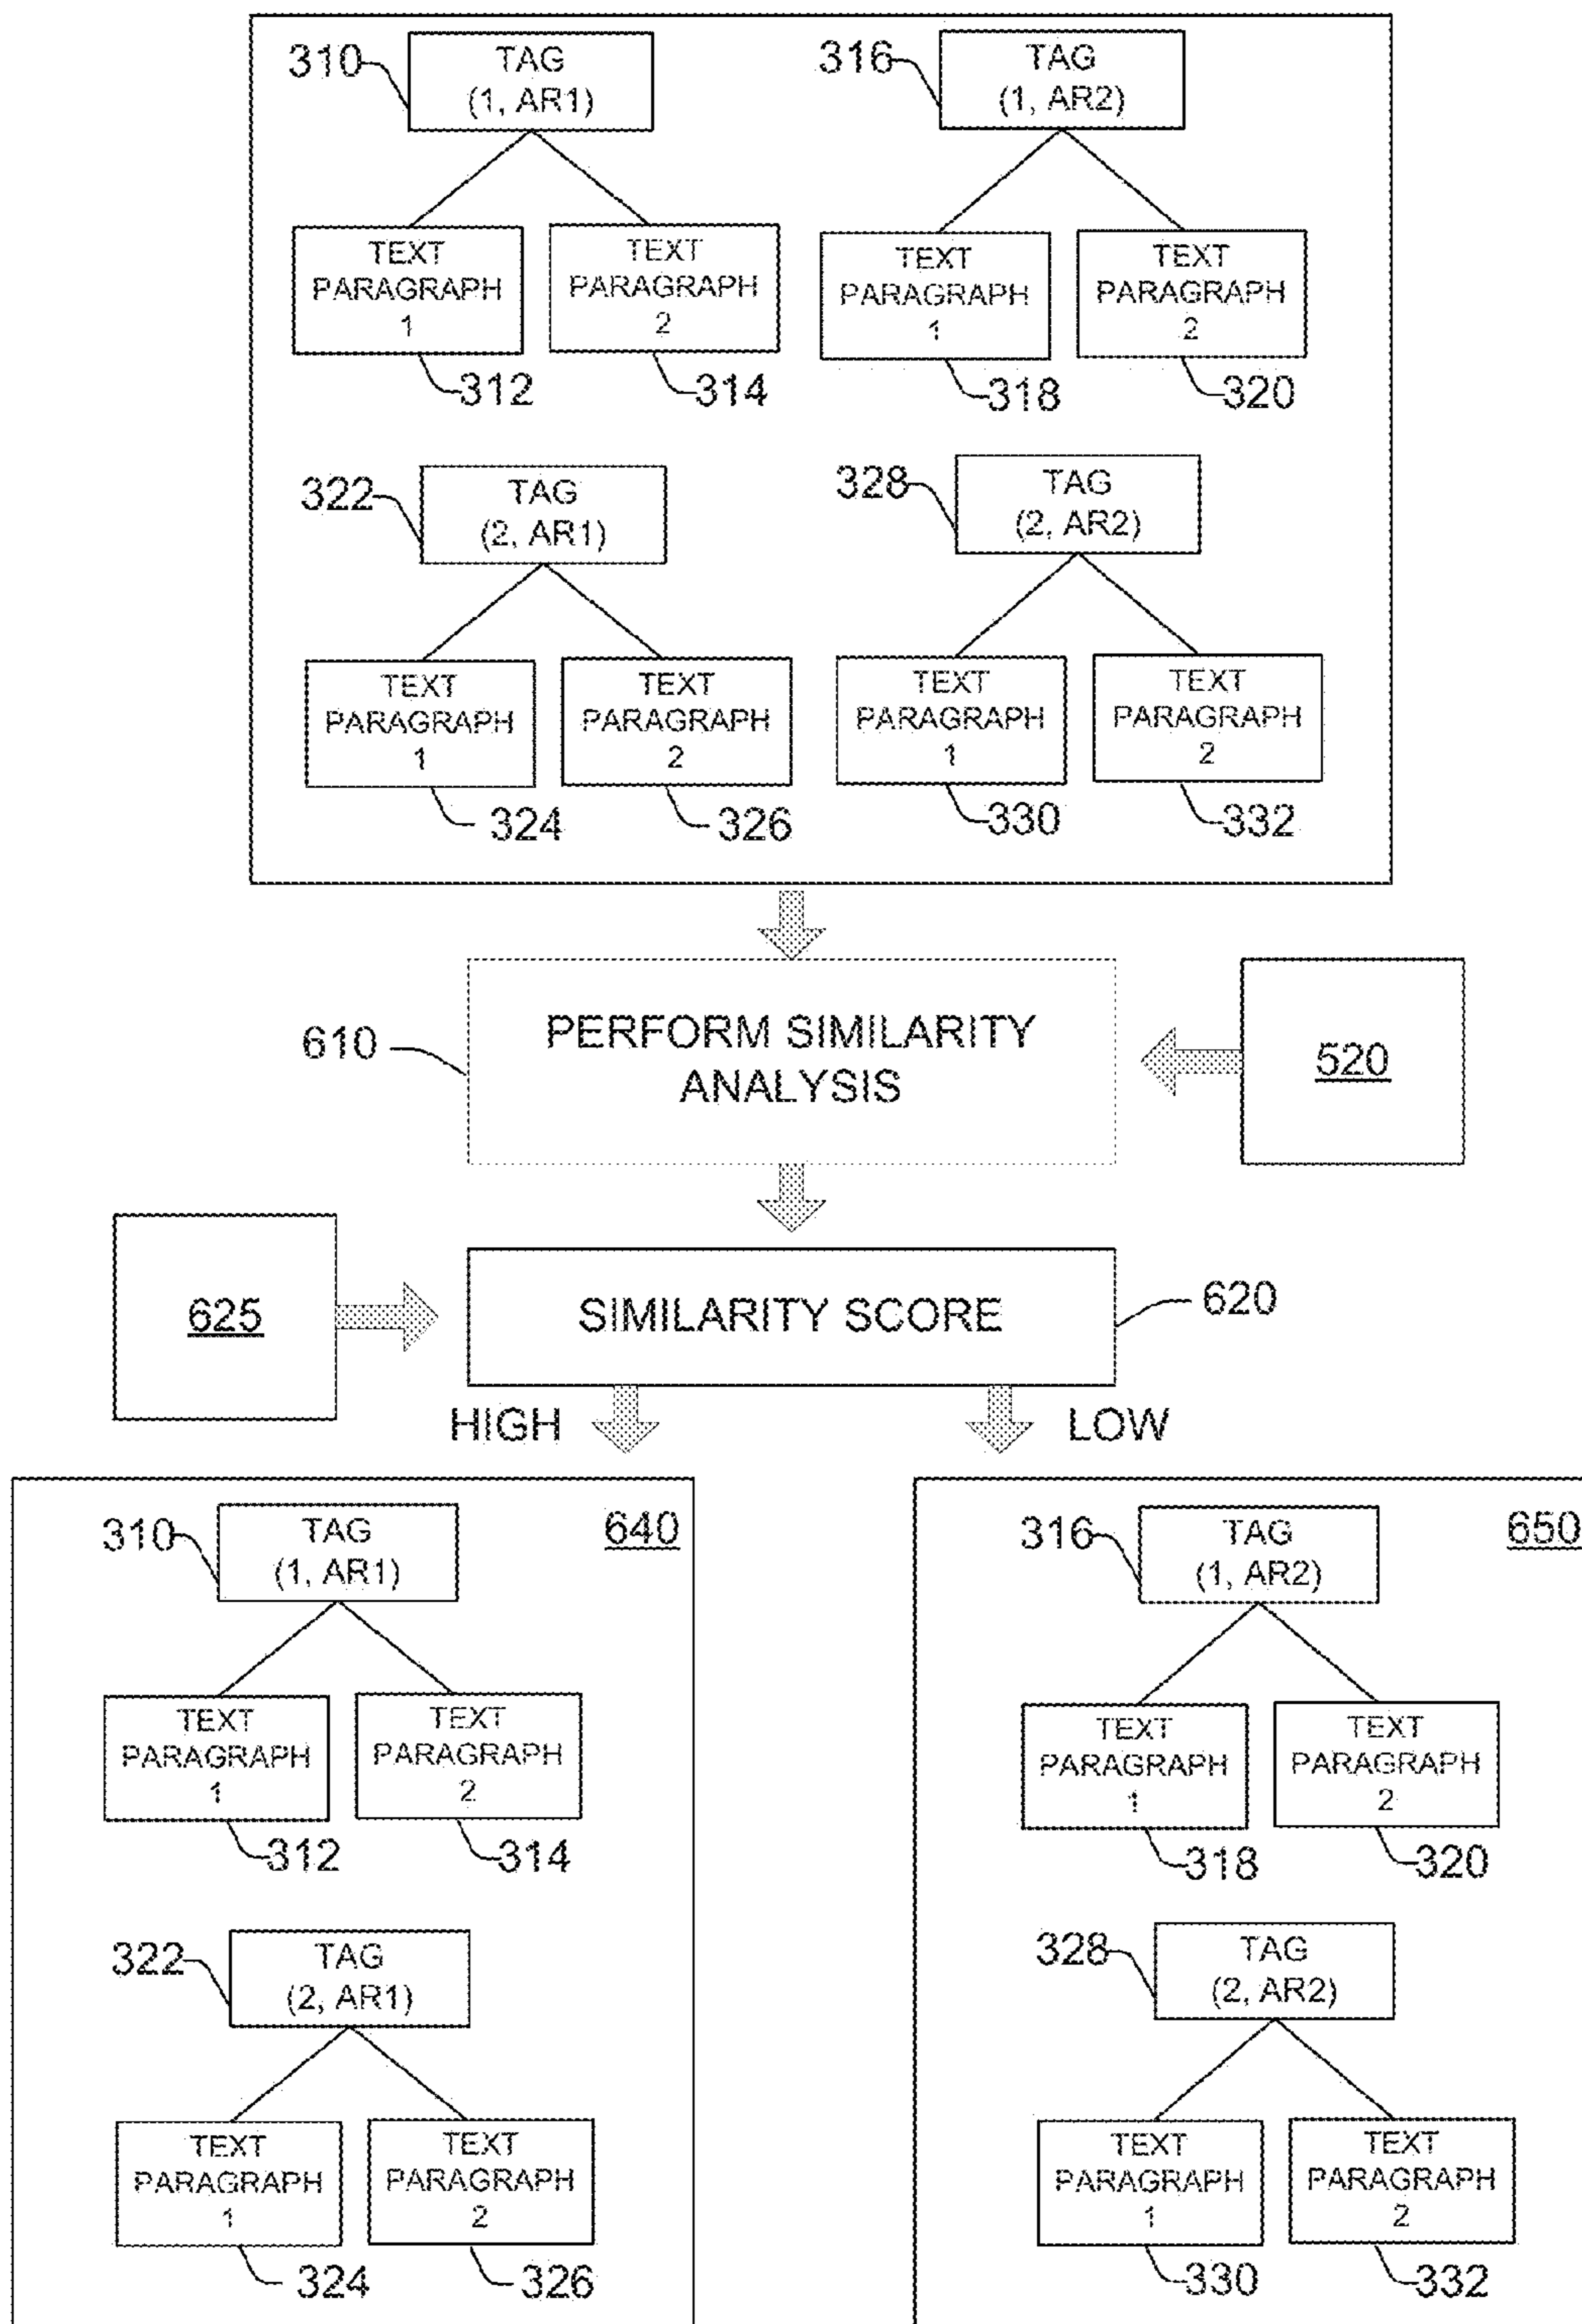 310
TAG
(1, AR1)
316
TAG
(1, AR2)
TEXT
PARAGRAPH
1
TEXT
PARAGRAPH
2
TEXT
PARAGRAPH
1
TEXT
PARAGRAPH
2
312
314
318
320
322
TAG
(2, AR1)
328
TAG
(2, AR2)
TEXT
PARAGRAPH
1
TEXT
PARAGRAPH
2
TEXT
PARAGRAPH
1
TEXT
PARAGRAPH
2
324
326
330
332
610
PERFORM SIMILARITY
ANALYSIS
520
625
SIMILARITY SCORE
620
HIGH
LOW
310
TAG
(1, AR1)
640
TEXT
PARAGRAPH
1
TEXT
PARAGRAPH
2
312
314
322
TAG
(2, AR1)
TEXT
PARAGRAPH
1
TEXT
PARAGRAPH
2
324
326
316
TAG
(1, AR2)
650
TEXT
PARAGRAPH
1
TEXT
PARAGRAPH
2
318
320
328
TAG
(2, AR2)
TEXT
PARAGRAPH
1
TEXT
PARAGRAPH
2
330
332